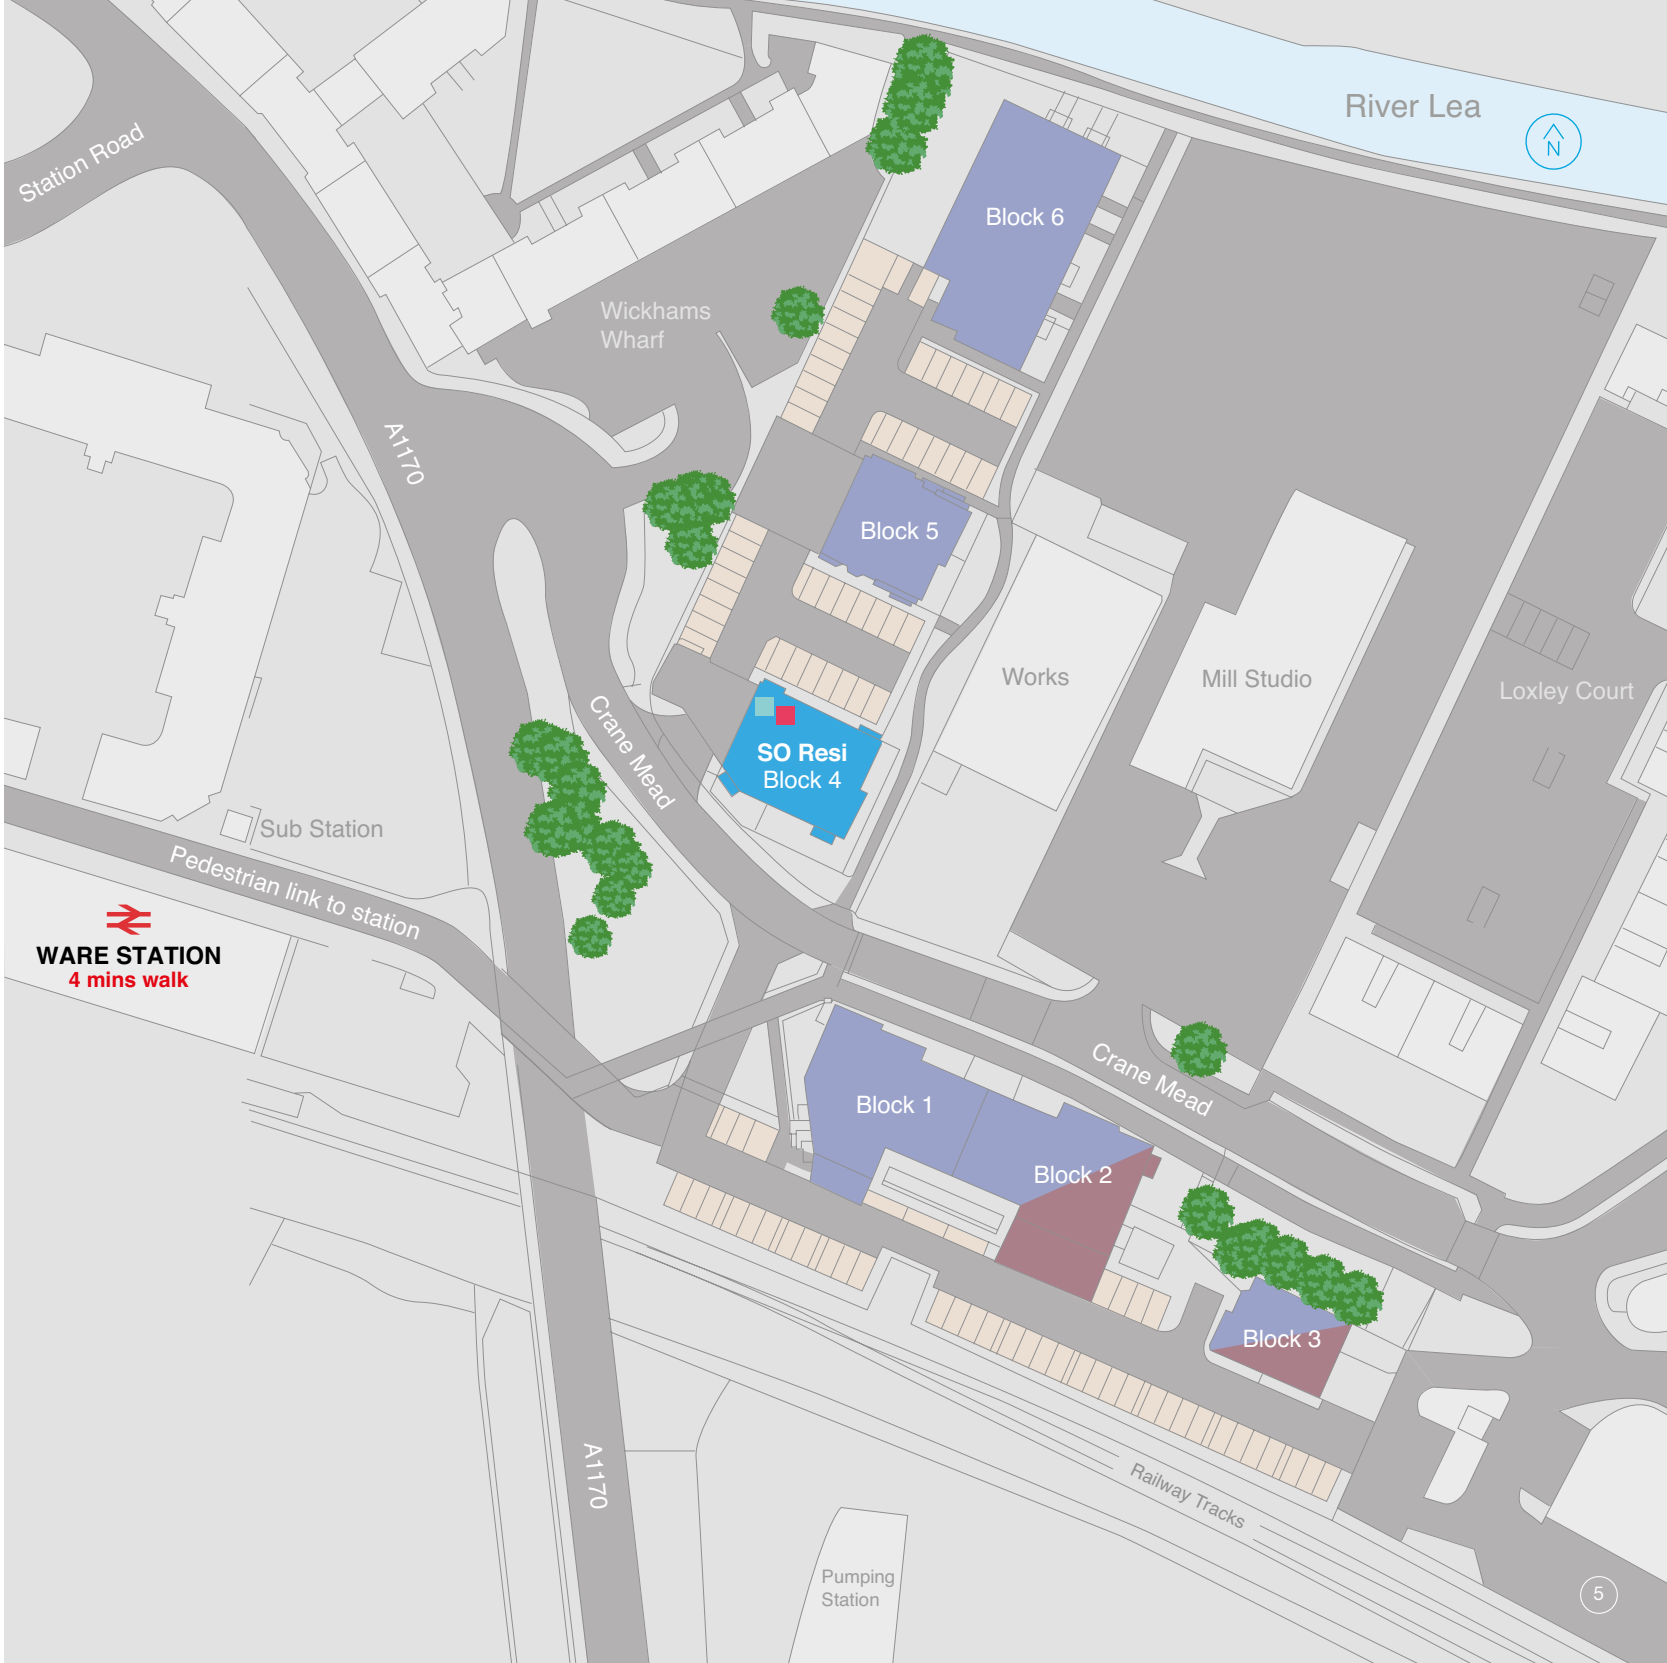 River Lea
N
Station Road
Block 6
Wickhams
Wharf
A1170
Block 5
Works
Mill Studio
Loxley Court
Crane Mead
SO Resi
Block 4
Sub Station
Pedestrian link to station
WARE STATION
4 mins walk
Crane Mead
Block 1
Block 2
Block 3
A1170
Railway Tracks
Pumping
Station
5